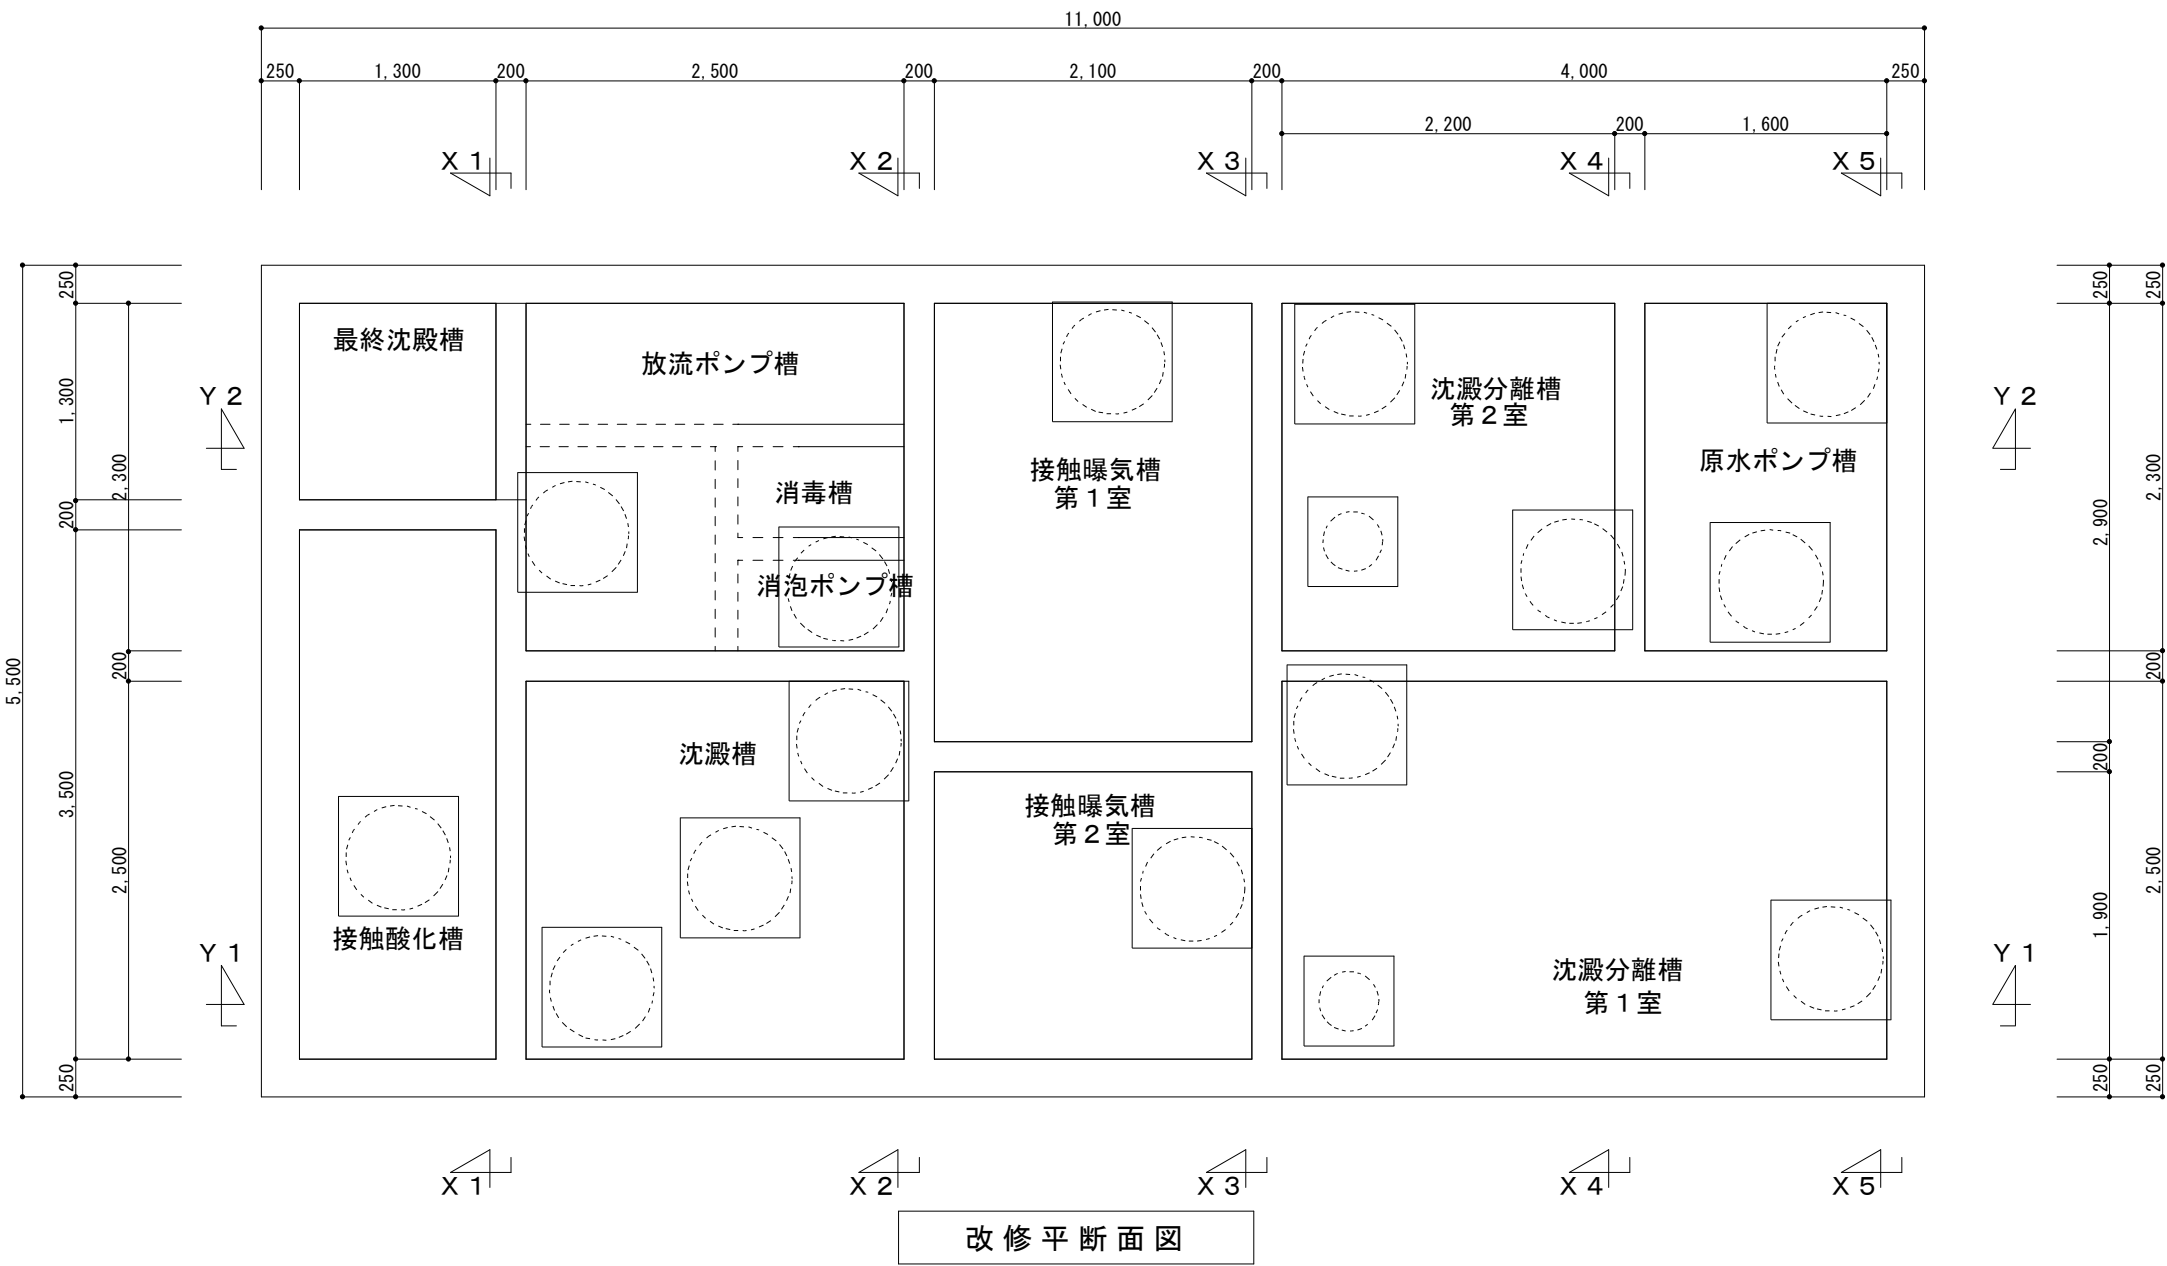 11,000
250
1,300
200
2,500
200
2,100
200
4,000
250
2,200
200
1,600
X 1
X 2
X 3
X 4
X 5
250
1,300
200
3,500
250
2,300
200
2,500
5,500
Y 2
Y 1
最終沈殿槽
放流ポンプ槽
消毒槽
消泡ポンプ槽
接触曝気槽
第1室
沈澱分離槽
第2室
原水ポンプ槽
沈澱槽
接触曝気槽
第2室
接触酸化槽
沈澱分離槽
第1室
Y 2
Y 1
250
2,900
200
1,900
250
250
2,300
200
2,500
250
X 1
X 2
X 3
X 4
X 5
改修平断面図